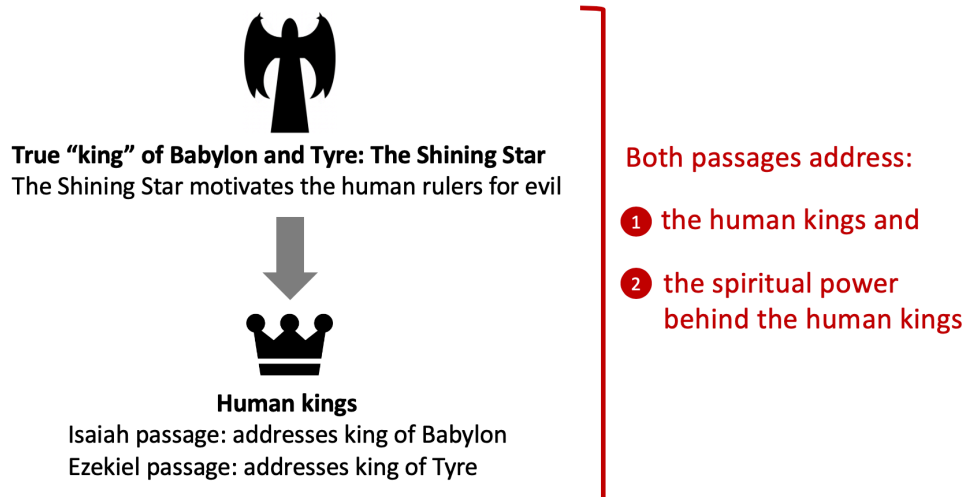 True “king” of Babylon and Tyre: The Shining Star
The Shining Star motivates the human rulers for evil
Human kings
Isaiah passage: addresses king of Babylon
Ezekiel passage: addresses king of Tyre
Both passages address:
1 the human kings and
2 the spiritual power
behind the human kings